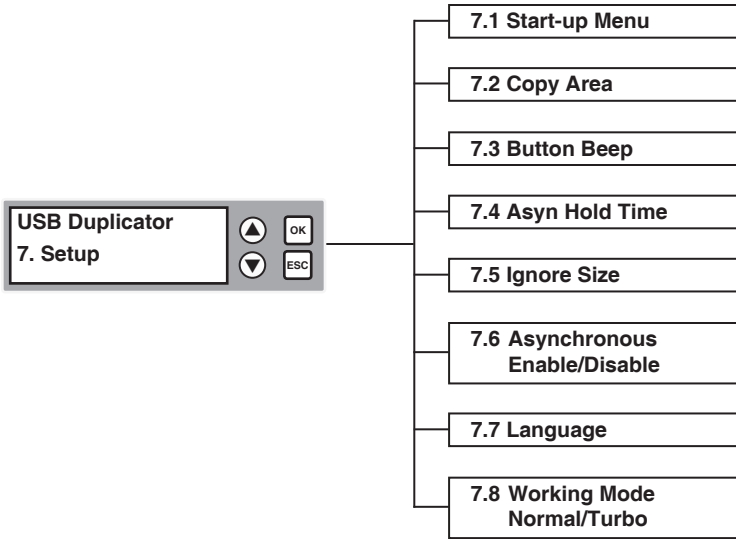 USB Duplicator
7. Setup
OK
ESC
7.1 Start-up Menu
7.2 Copy Area
7.3 Button Beep
7.4 Asyn Hold Time
7.5 Ignore Size
7.6 Asynchronous
Enable/Disable
7.7 Language
7.8 Working Mode
Normal/Turbo